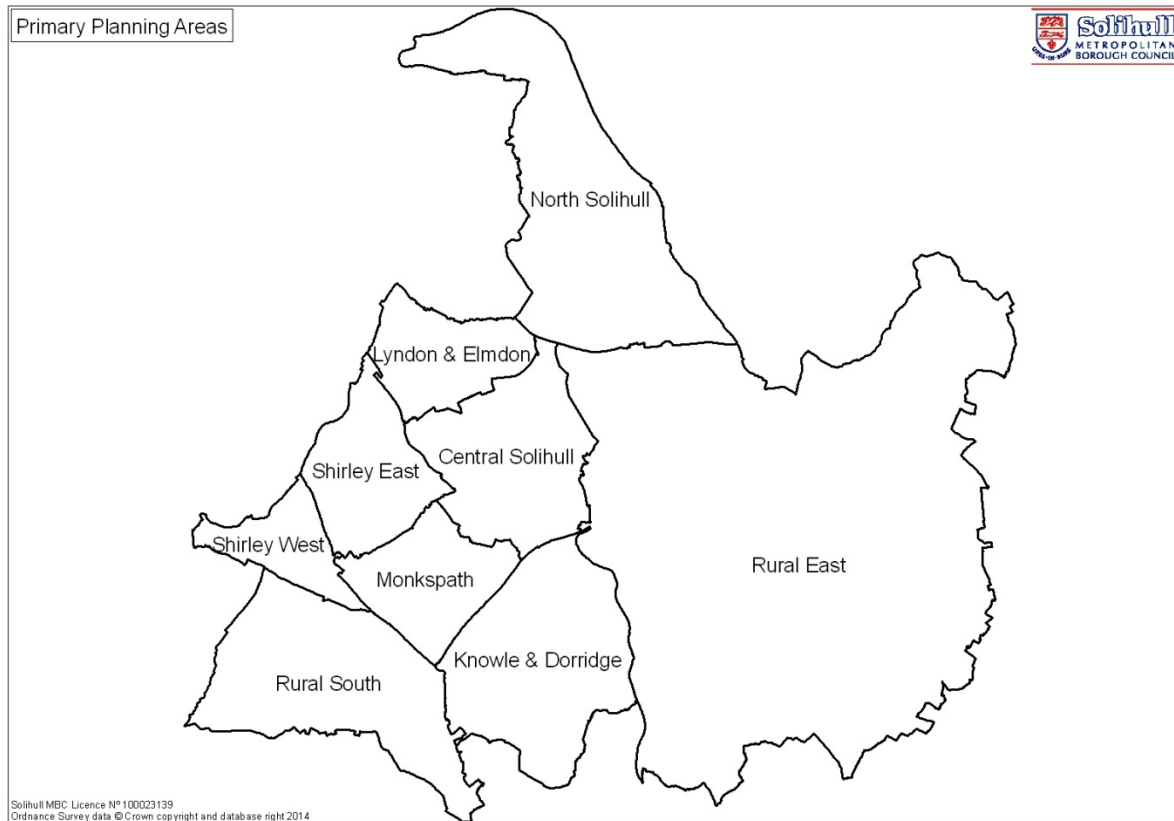 Primary Planning Areas
Solihull
METROPOLITAN
BOROUGH COUNCIL
North Solihull
Lyndon & Elmdon
Central Solihull
Shirley East
Shirley West
Rural East
Monkspath
Knowle & Dorridge
Rural South
Solihull MBC Licence Nº 100023139
Ordnance Survey data © Crown copyright and database right 2014